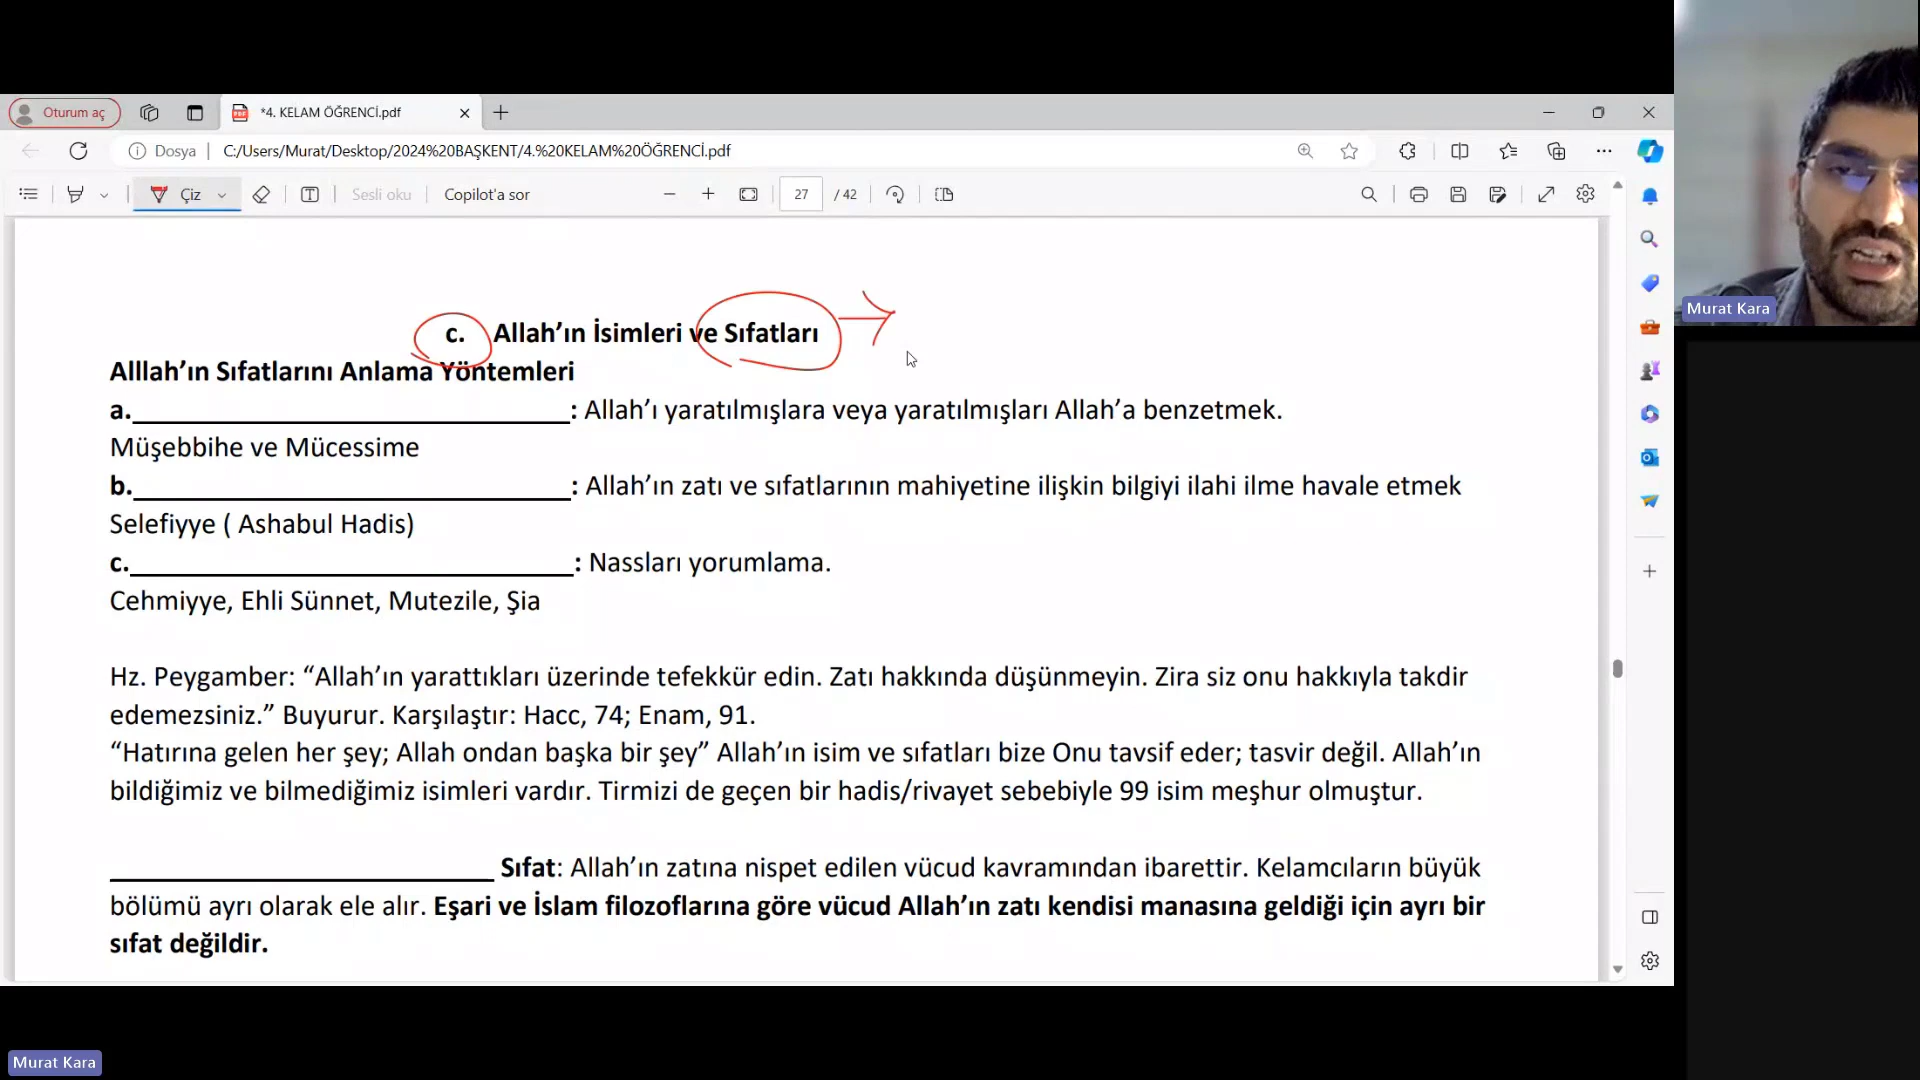 Oturum aç
*4. KELAM ÖĞRENCİ.pdf
Dosya
C:/Users/Murat/Desktop/2024%20BAŞKENT/4.%20KELAM%20ÖĞRENCİ.pdf
Çiz
Sesli oku
Copilot'a sor
27
/ 42
Murat Kara
c. Allah’ın İsimleri ve Sıfatları
Alllah’ın Sıfatlarını Anlama Yöntemleri
a.______________________________: Allah’ı yaratılmışlara veya yaratılmışları Allah’a benzetmek.
Müşebbihe ve Mücessime
b.______________________________: Allah’ın zatı ve sıfatlarının mahiyetine ilişkin bilgiyi ilahi ilme havale etmek
Selefiyye ( Ashabul Hadis)
c.______________________________: Nassları yorumlama.
Cehmiyye, Ehli Sünnet, Mutezile, Şia
Hz. Peygamber: “Allah’ın yarattıkları üzerinde tefekkür edin. Zatı hakkında düşünmeyin. Zira siz onu hakkıyla takdir
edemezsiniz.” Buyurur. Karşılaştır: Hacc, 74; Enam, 91.
“Hatırına gelen her şey; Allah ondan başka bir şey” Allah’ın isim ve sıfatları bize Onu tavsif eder; tasvir değil. Allah’ın
bildiğimiz ve bilmediğimiz isimleri vardır. Tirmizi de geçen bir hadis/rivayet sebebiyle 99 isim meşhur olmuştur.
__________________________ Sıfat: Allah’ın zatına nispet edilen vücud kavramından ibarettir. Kelamcıların büyük
bölümü ayrı olarak ele alır. Eşari ve İslam filozoflarına göre vücud Allah’ın zatı kendisi manasına geldiği için ayrı bir
sıfat değildir.
Murat Kara